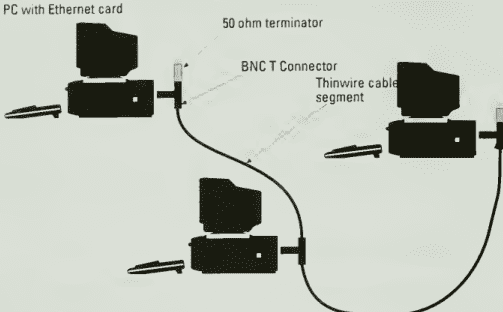 PC with Ethernet card
50 ohm terminator
BNC T Connector
Thinwire cable
segment